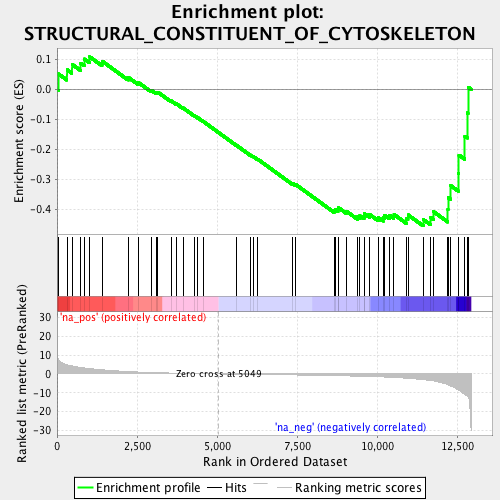 Enrichment plot:
STRUCTURAL_CONSTITUENT_OF_CYTOSKELETON
Enrichment score (ES)
0.1
0.0
-0.1
-0.2
-0.3
-0.4
'na_pos' (positively correlated)
Zero cross at 5049
'na_neg' (negatively correlated)
Ranked list metric (PreRanked)
30
20
10
0
-10
-20
-30
0
2,500
5,000
7,500
10,000
12,500
Rank in Ordered Dataset
Enrichment profile
Hits
Ranking metric scores